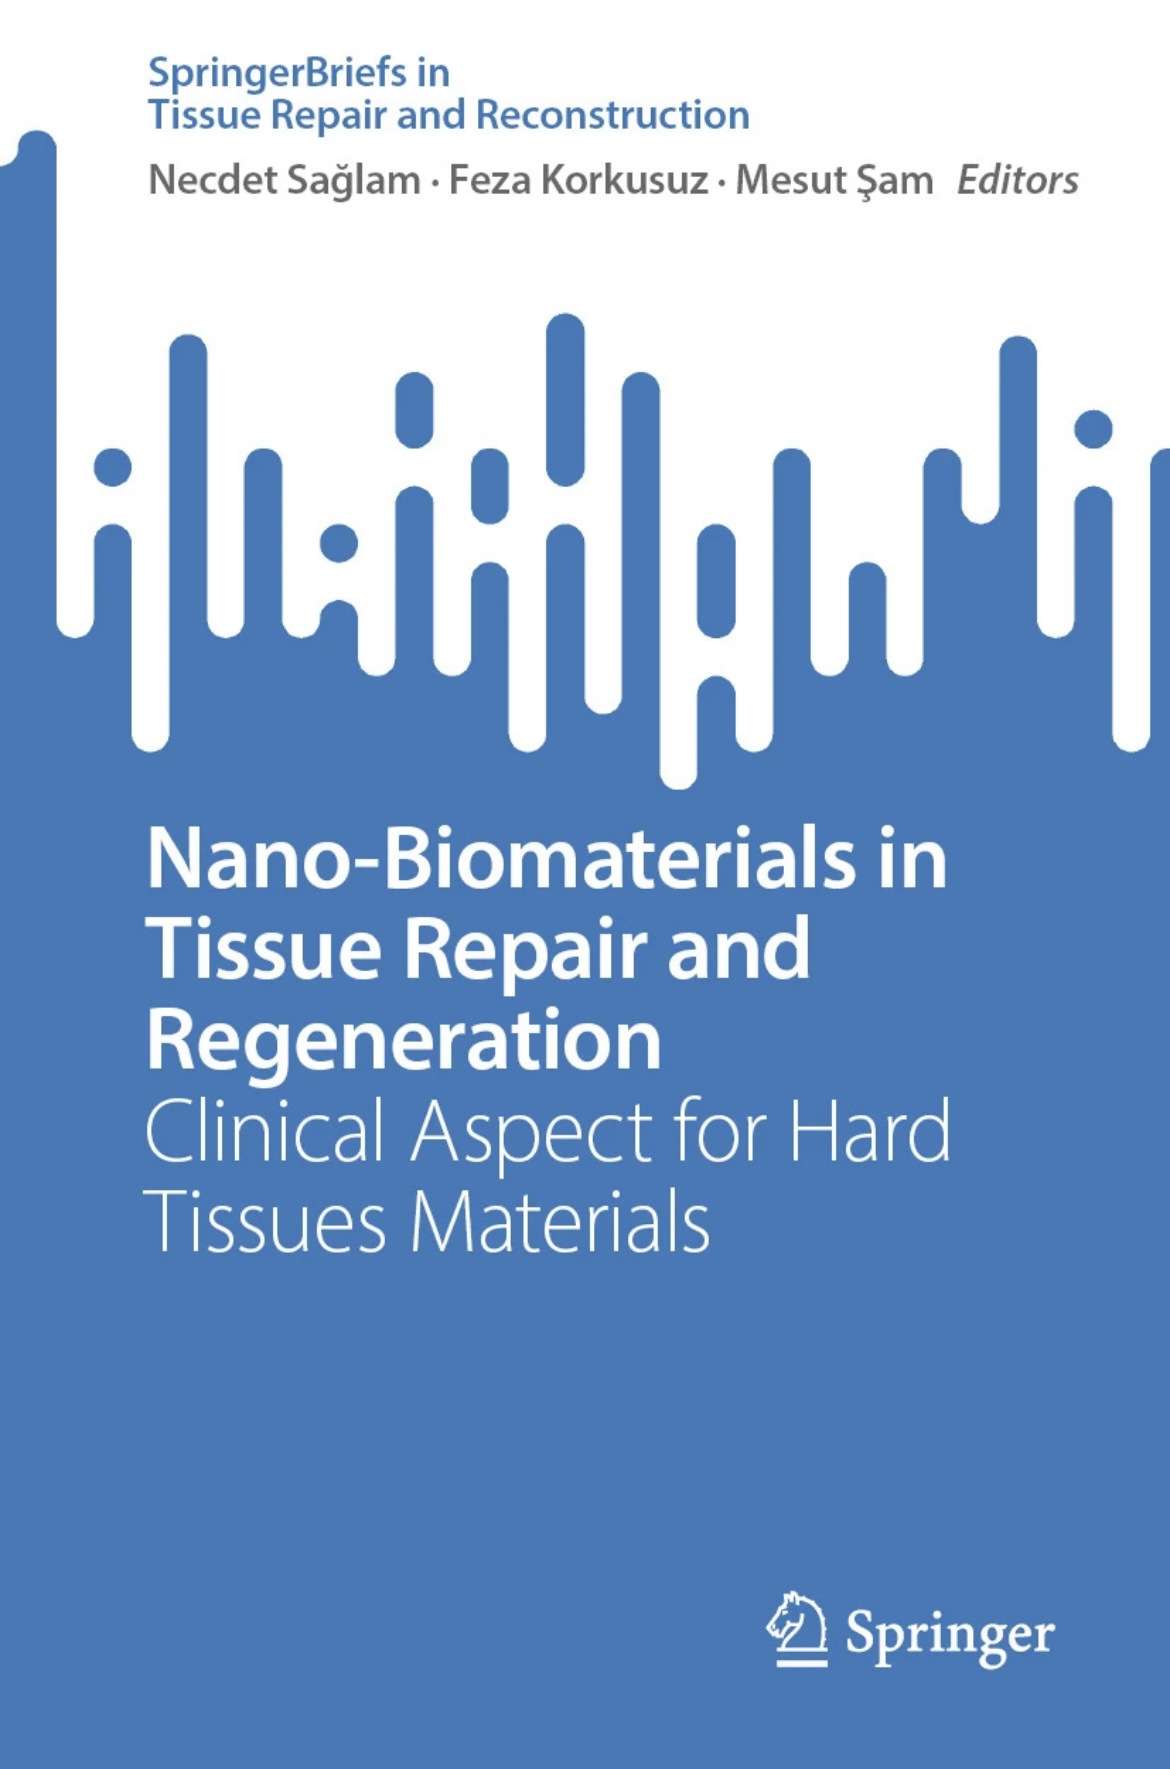 SpringerBriefs in
Tissue Repair and Reconstruction
Necdet Sağlam · Feza Korkusuz · Mesut Şam Editors
Nano-Biomaterials in
Tissue Repair and
Regeneration
Clinical Aspect for Hard
Tissues Materials
Springer